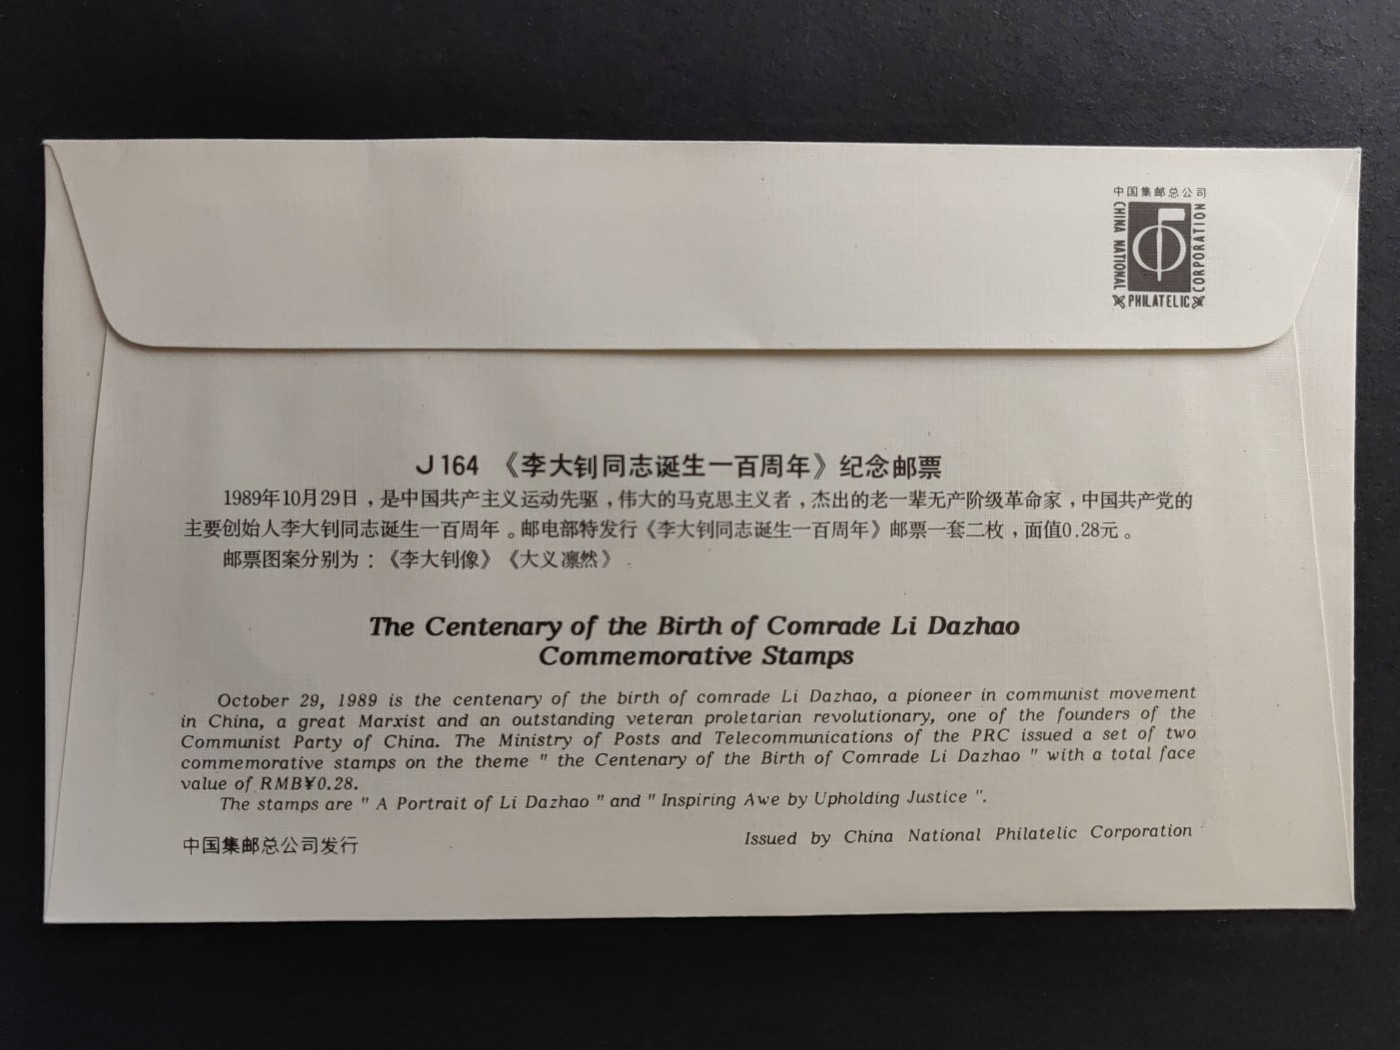 中国集邮总公司
CHINA NATIONAL
PHILATELIC
CORPORATION
J164 《李大钊同志诞生一百周年》纪念邮票
1989年10月29日，是中国共产主义运动先驱，伟大的马克思主义者，杰出的老一辈无产阶级革命家，中国共产党的
主要创始人李大钊同志诞生一百周年。邮电部特发行《李大钊同志诞生一百周年》邮票一套二枚，面值0.28元。
邮票图案分别为：《李大钊像》《大义凛然》.
The Centenary of the Birth of Comrade Li Dazhao
Commemorative Stamps
October 29, 1989 is the centenary of the birth of comrade Li Dazhao, a pioneer in communist movement
in China, a great Marxist and an outstanding veteran proletarian revolutionary, one of the founders of the
Communist Party of China. The Ministry of Posts and Telecommunications of the PRC issued a set of two
commemorative stamps on the theme " the Centenary of the Birth of Comrade Li Dazhao " with a total face
value of RMB¥0.28.
The stamps are " A Portrait of Li Dazhao " and " Inspiring Awe by Upholding Justice ".
中国集邮总公司发行
Issued by China National Philatelic Corporation